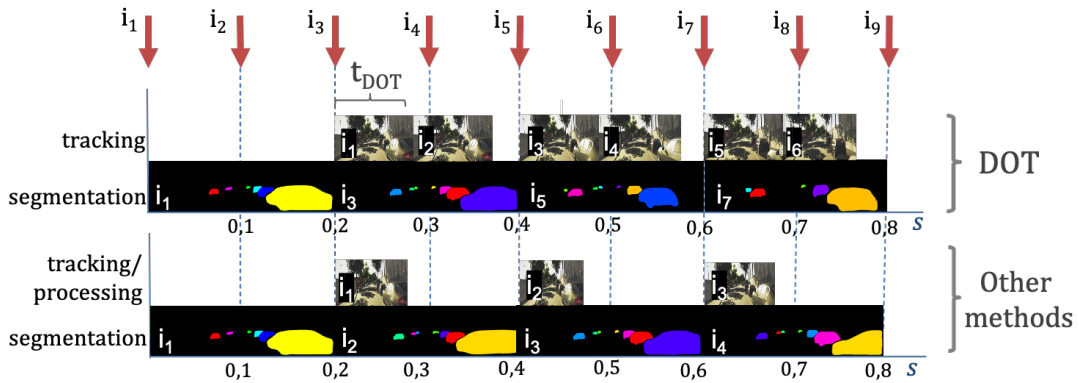 i1 i2 i3 i4 i5 i6 i7 i8 i9
tDOT
tracking
i1 i2 i3 i4 i5 i6
DOT
segmentation
i1 i3 i5 i7
0,1 0,2 0,3 0,4 0,5 0,6 0,7 0,8 s
tracking/
processing
i1 i2 i3
Other
methods
segmentation
i1 i2 i3 i4
0,1 0,2 0,3 0,4 0,5 0,6 0,7 0,8 s